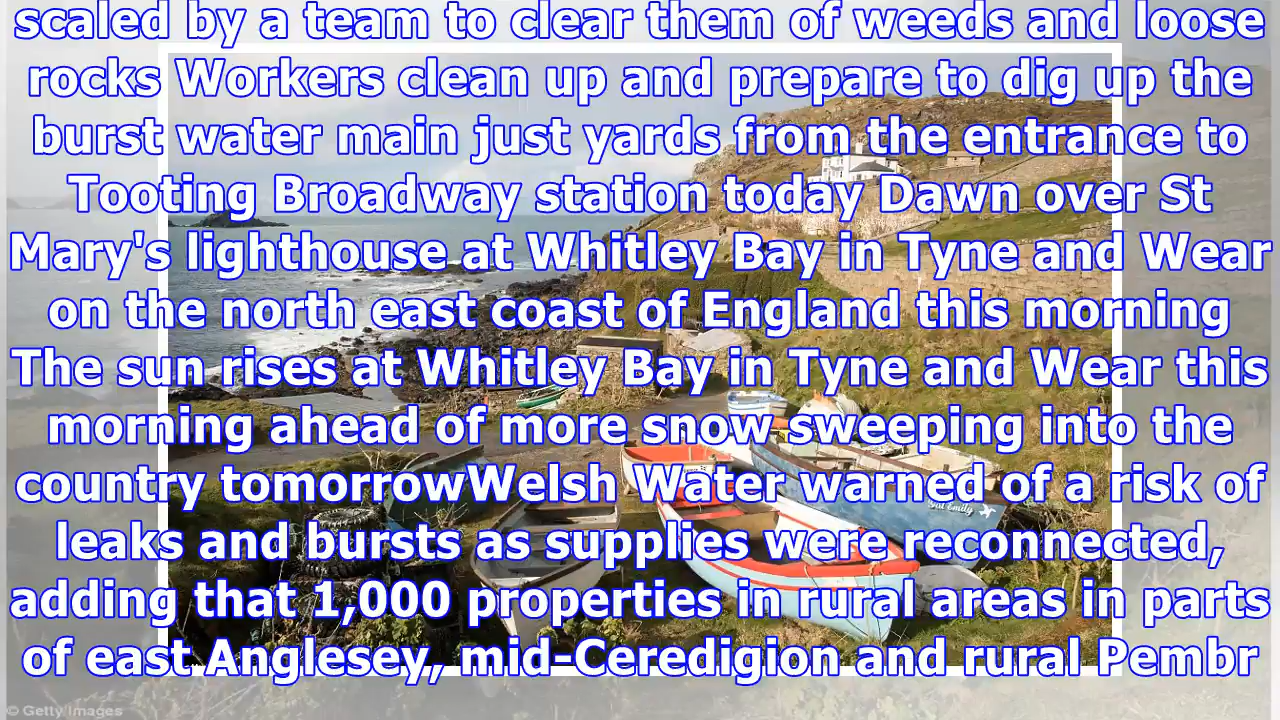 scaled by a team to clear them of weeds and loose
rocks Workers clean up and prepare to dig up the
burst water main just yards from the entrance to
Tooting Broadway station today Dawn over St
Mary's lighthouse at Whitley Bay in Tyne and Wear
on the north east coast of England this morning
The sun rises at Whitley Bay in Tyne and Wear this
morning ahead of more snow sweeping into the
country tomorrowWelsh Water warned of a risk of
leaks and bursts as supplies were reconnected,
adding that 1,000 properties in rural areas in parts
of east Anglesey, mid-Ceredigion and rural Pembr
© Getty Images